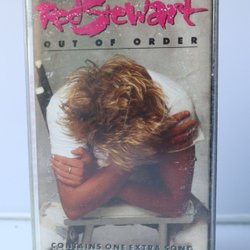 Rod Stewart
OUT OF ORDER
CONTAINS ONE EXTRA SONG